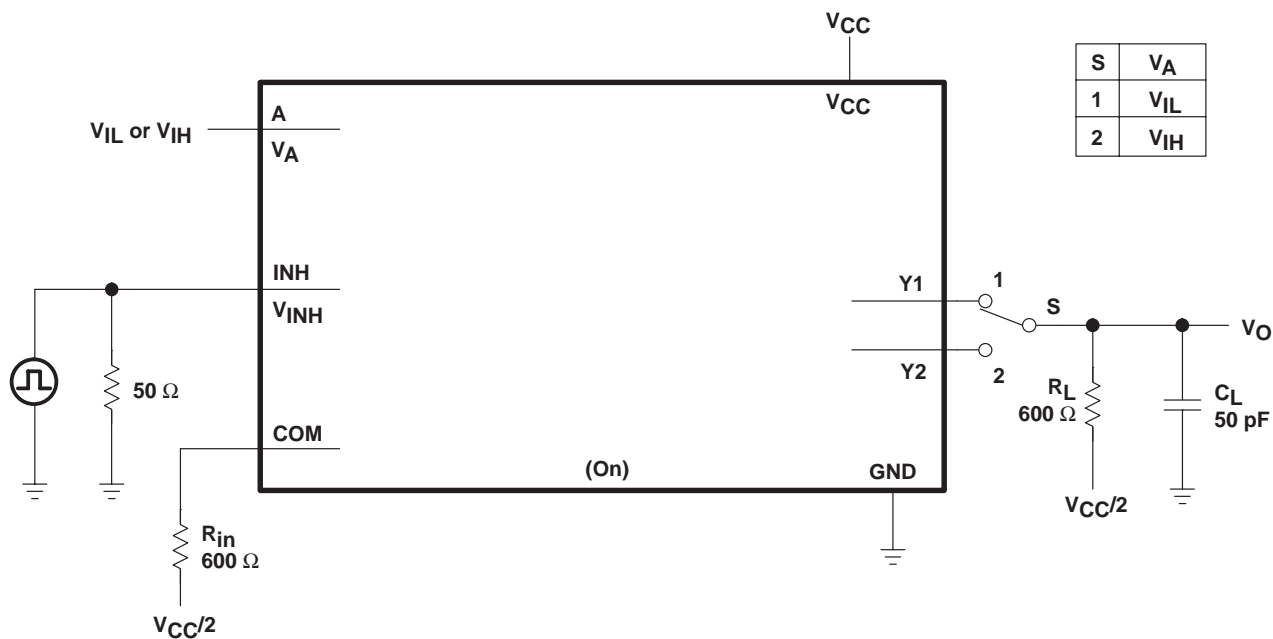 VCC
S VA
1 VIL
2 VIH
VCC
A
VIL or VIH
VA
INH
VINH
Y1
1
S
VO
Y2
2
50 Ω
RL
600 Ω
CL
50 pF
COM
(On)
GND
VCC/2
Rin
600 Ω
VCC/2